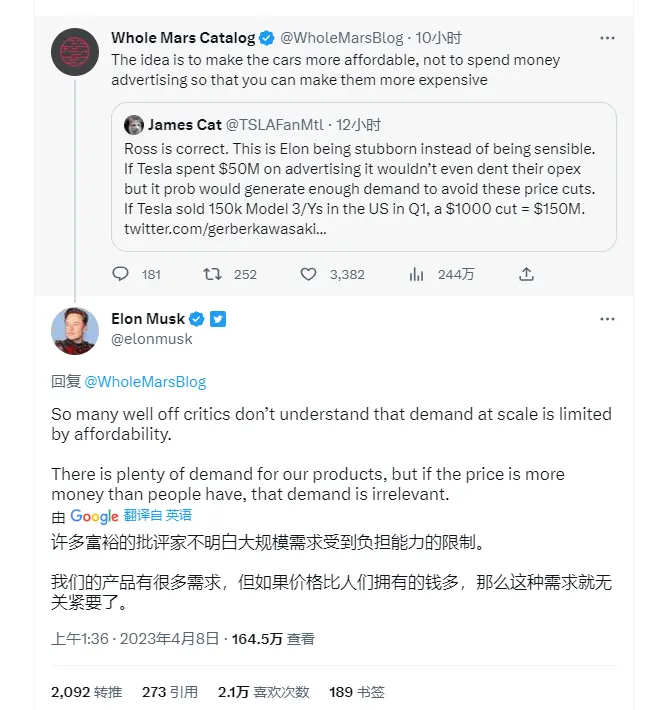 Whole Mars Catalog @WholeMarsBlog · 10小时
The idea is to make the cars more affordable, not to spend money
advertising so that you can make them more expensive
James Cat @TSLAFanMtl · 12小时
Ross is correct. This is Elon being stubborn instead of being sensible.
If Tesla spent $50M on advertising it wouldn’t even dent their opex
but it prob would generate enough demand to avoid these price cuts.
If Tesla sold 150k Model 3/Ys in the US in Q1, a $1000 cut = $150M.
twitter.com/gerberkawasaki…
181 252 3,382 244万
Elon Musk
@elonmusk
回复 @WholeMarsBlog
So many well off critics don’t understand that demand at scale is limited
by affordability.
There is plenty of demand for our products, but if the price is more
money than people have, that demand is irrelevant.
由 Google 翻译自 英语
许多富裕的批评家不明白大规模需求受到负担能力的限制。
我们的产品有很多需求，但如果价格比人们拥有的钱多，那么这种需求就无
关紧要了。
上午1:36 · 2023年4月8日 · 164.5万 查看
2,092 转推 273 引用 2.1万 喜欢次数 189 书签